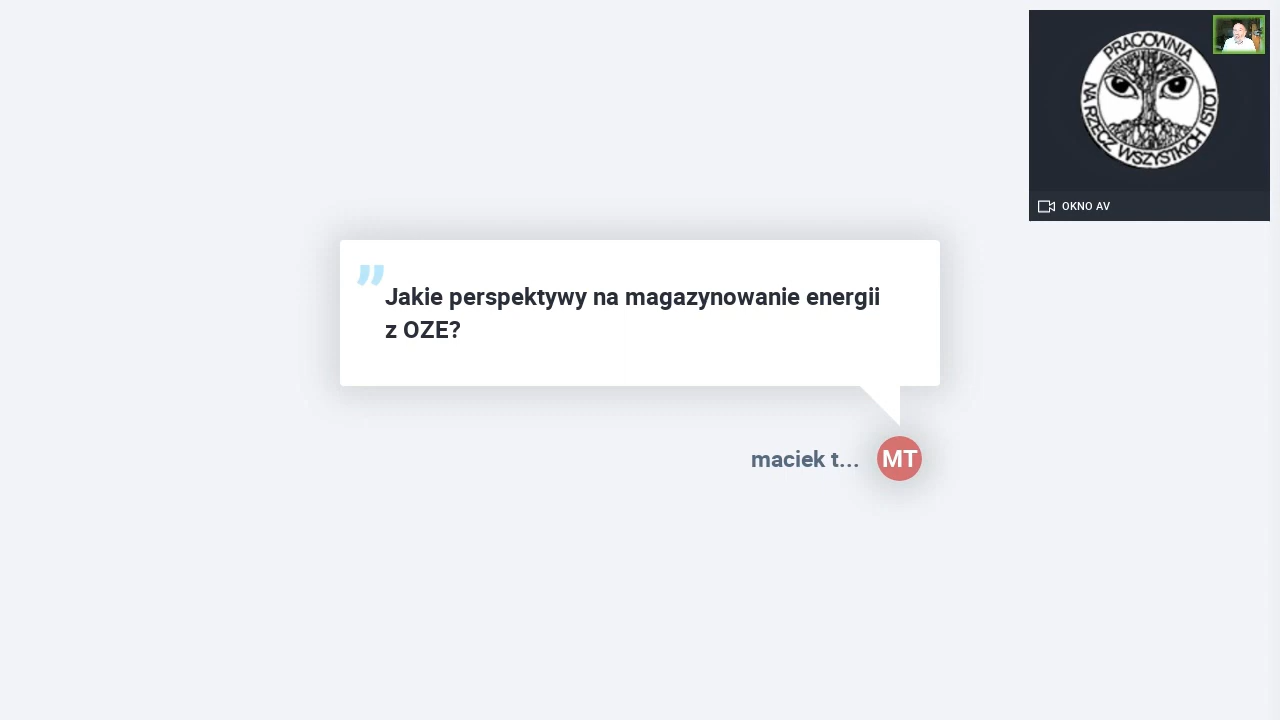 PRACOWNIA
NA RZECZ WSZYSTKICH ISTOT
OKNO AV
” Jakie perspektywy na magazynowanie energii
z OZE?
maciek t...
MT